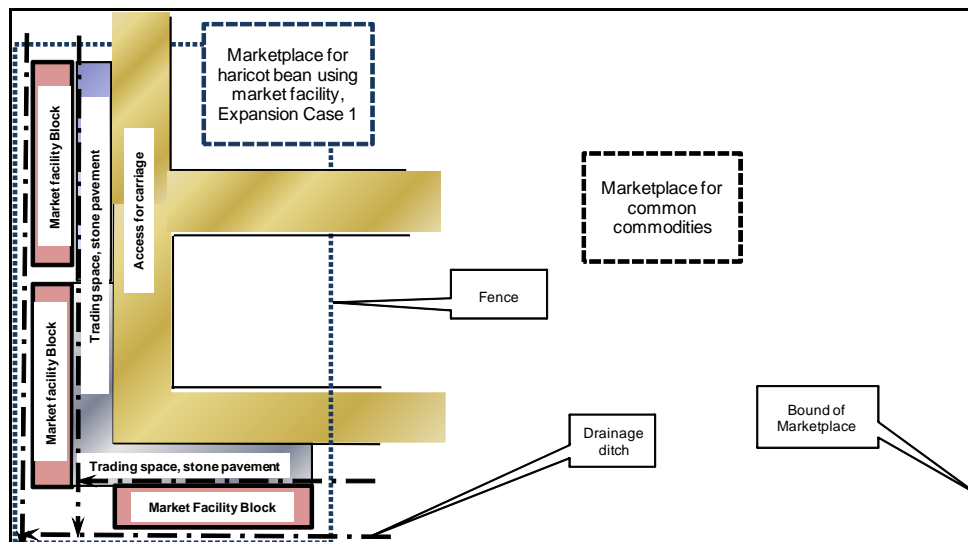 Marketplace for
haricot bean using
market facility,
Expansion Case 1
Marketplace for
common
commodities
Market facility Block
Trading space, stone pavement
Access for carriage
Fence
Market facility Block
Drainage
ditch
Bound of
Marketplace
Trading space, stone pavement
Market Facility Block